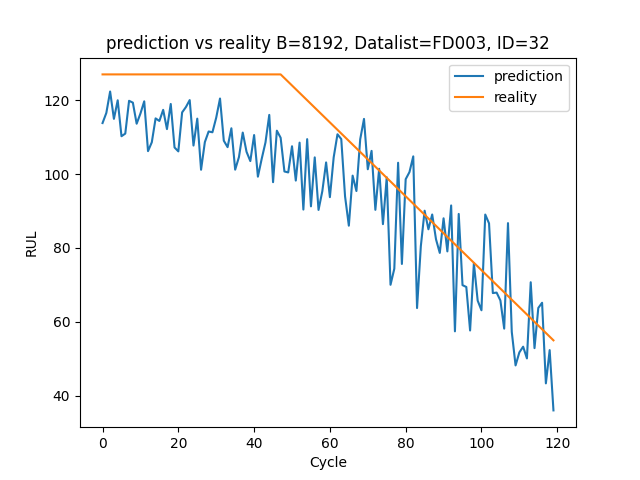 prediction vs reality B=8192, Datalist=FD003, ID=32
prediction
reality
120
100
80
60
40
RUL
0 20 40 60 80 100 120
Cycle